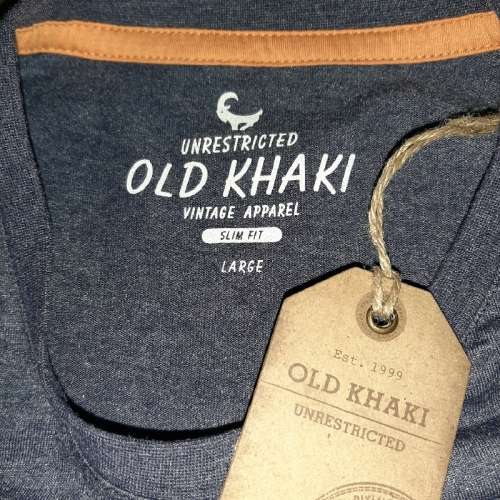 UNRESTRICTED
OLD KHAKI
VINTAGE APPAREL
SLIM FIT
LARGE
Est. 1999
OLD KHAKI
UNRESTRICTED